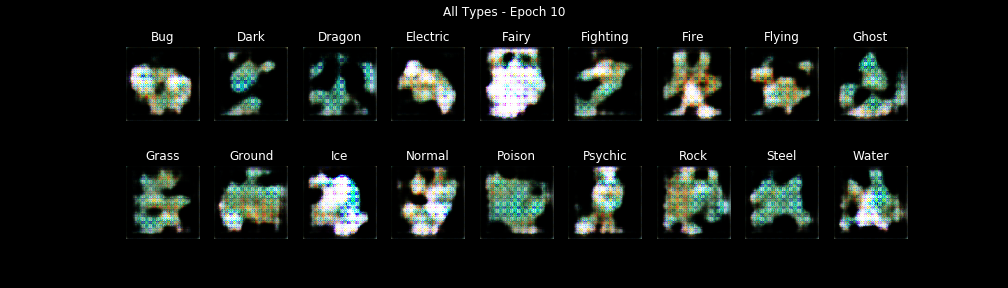 All Types - Epoch 10
Bug Dark Dragon Electric Fairy Fighting Fire Flying Ghost
Grass Ground Ice Normal Poison Psychic Rock Steel Water